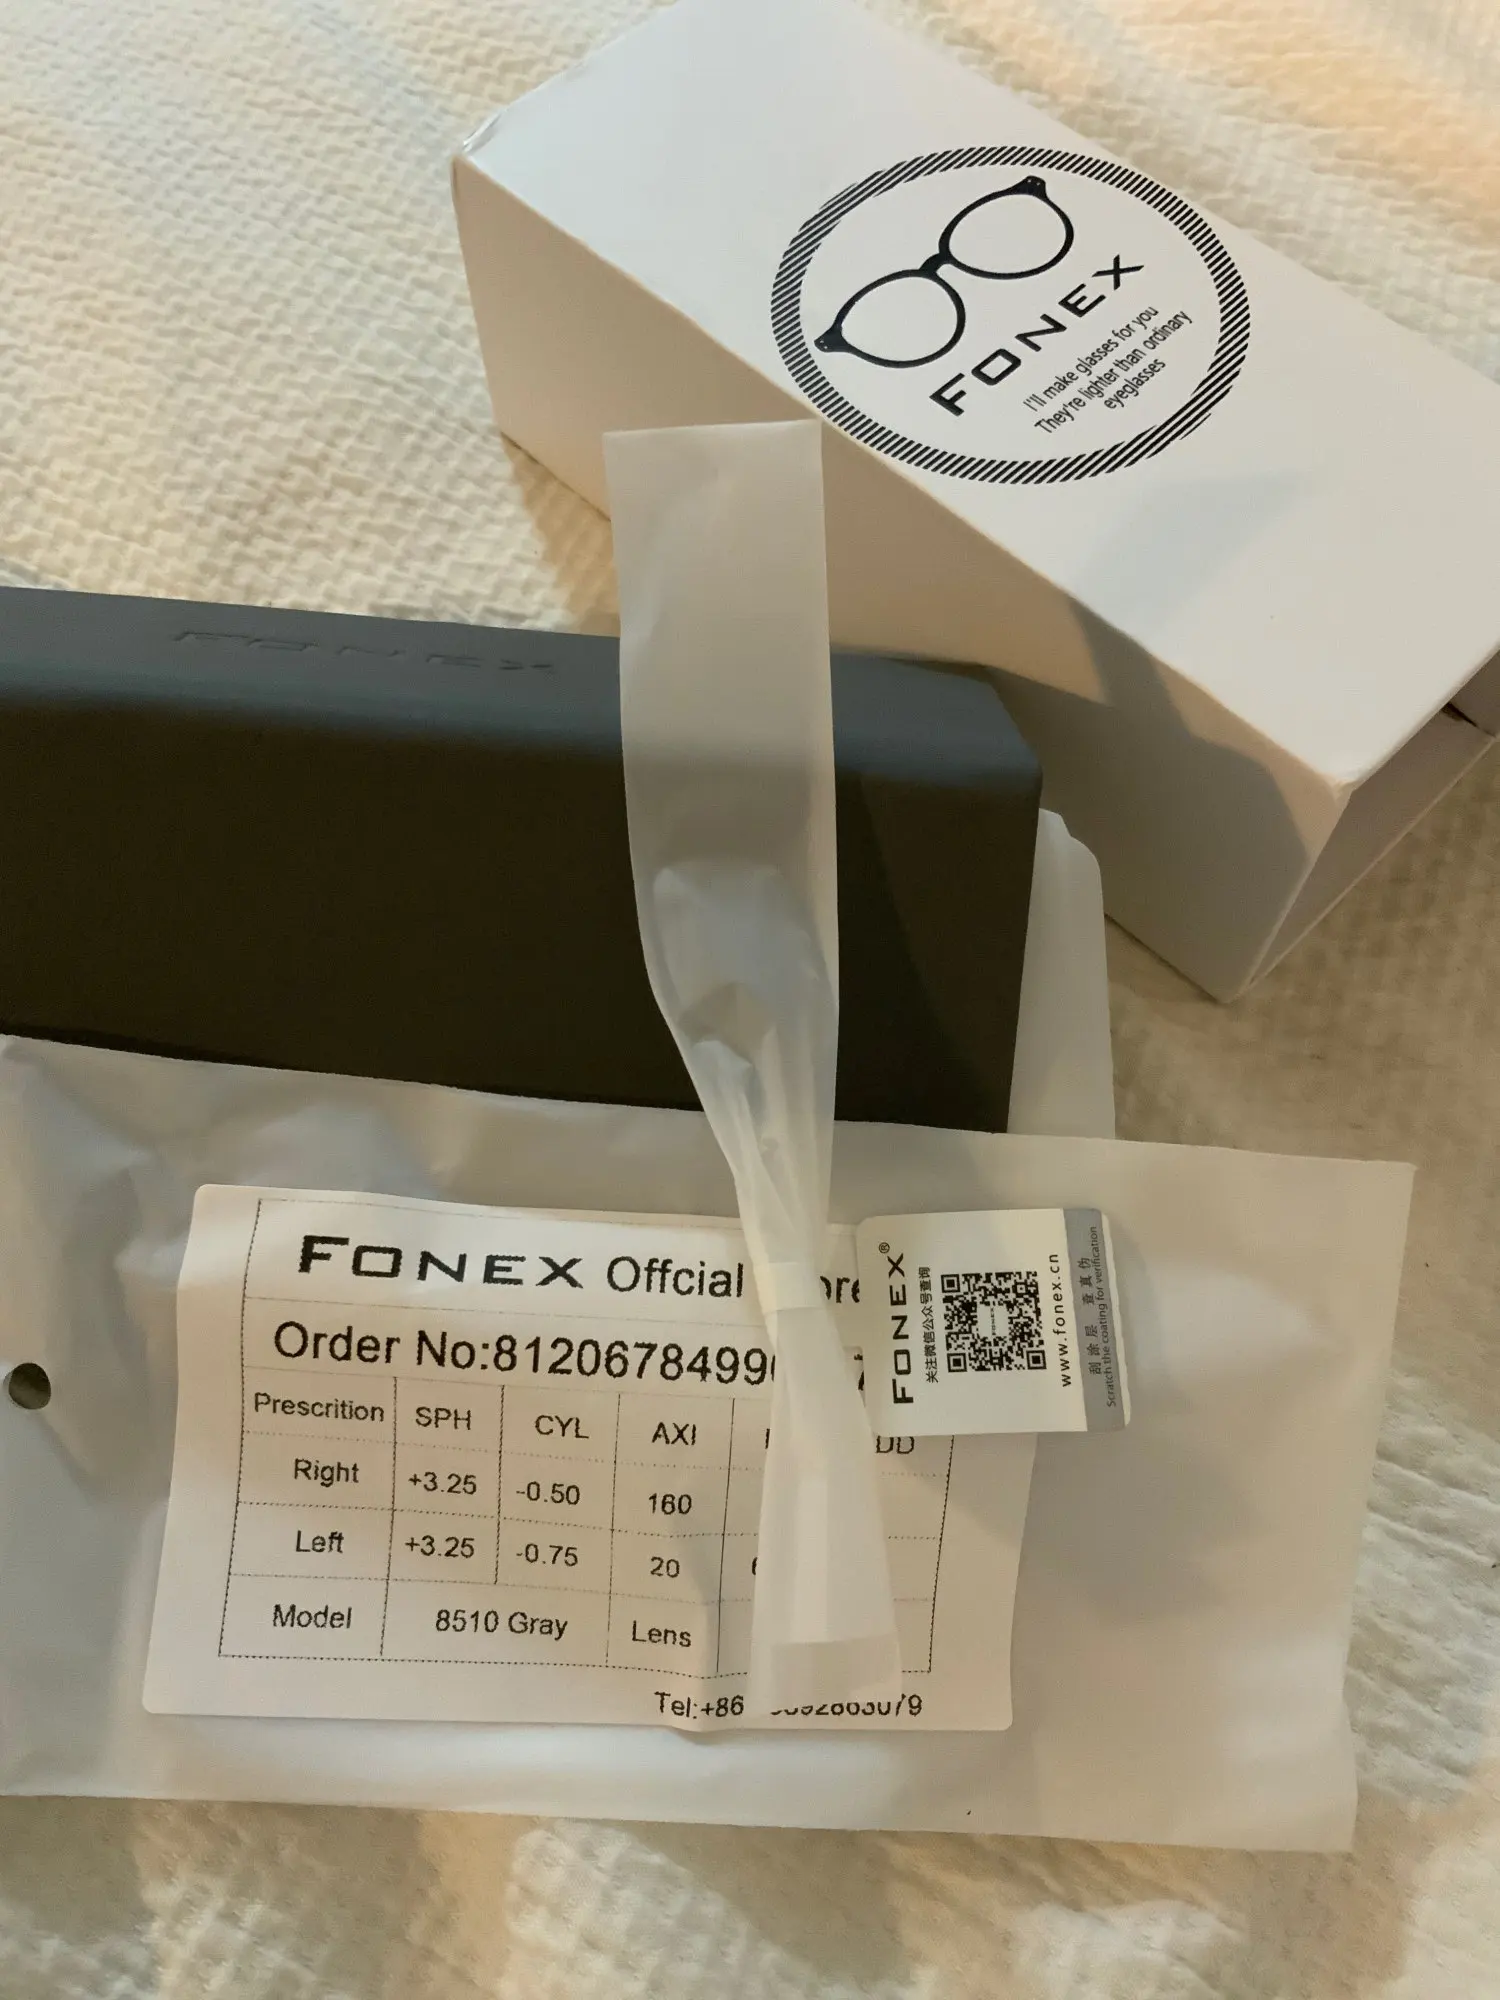 FONEX
I'll make glasses for you
They're lighter than ordinary
eyeglasses
FONEX
FONEX Offcial
Order No:8120678499
Prescrition SPH CYL AXI DD
Right +3.25 -0.50 160
Left +3.25 -0.75 20
Model 8510 Gray Lens
Tel:+86
FONEX®
关注微信公众号查询
www.fonex.cn
刮涂层 查真伪
Scratch the coating for verification